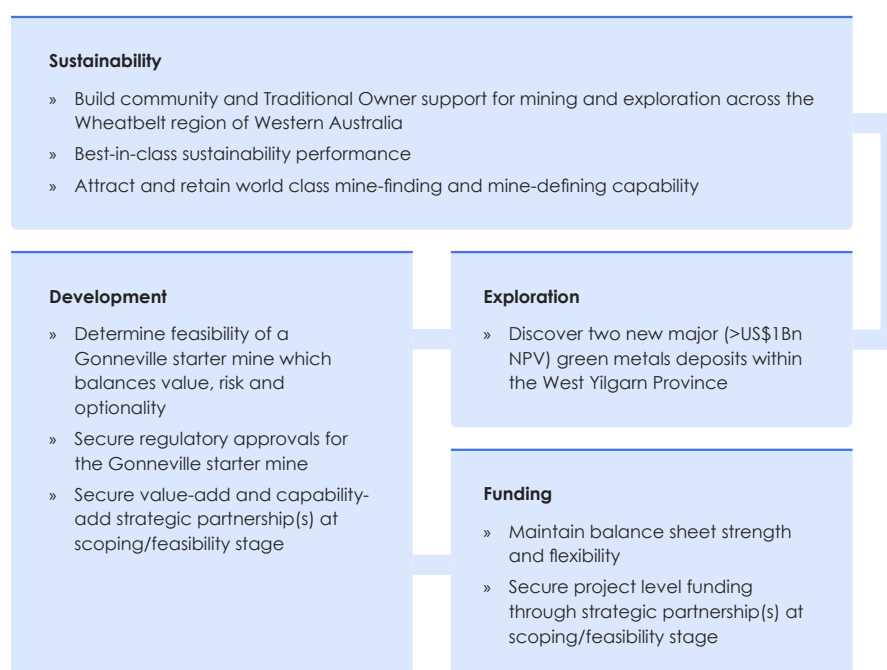 Sustainability
» Build community and Traditional Owner support for mining and exploration across the
Wheatbelt region of Western Australia
» Best-in-class sustainability performance
» Attract and retain world class mine-finding and mine-defining capability
Development
» Determine feasibility of a
Gonneville starter mine which
balances value, risk and
optionality
» Secure regulatory approvals for
the Gonneville starter mine
» Secure value-add and capability-
add strategic partnership(s) at
scoping/feasibility stage
Exploration
» Discover two new major (>US$1Bn
NPV) green metals deposits within
the West Yilgarn Province
Funding
» Maintain balance sheet strength
and flexibility
» Secure project level funding
through strategic partnership(s) at
scoping/feasibility stage